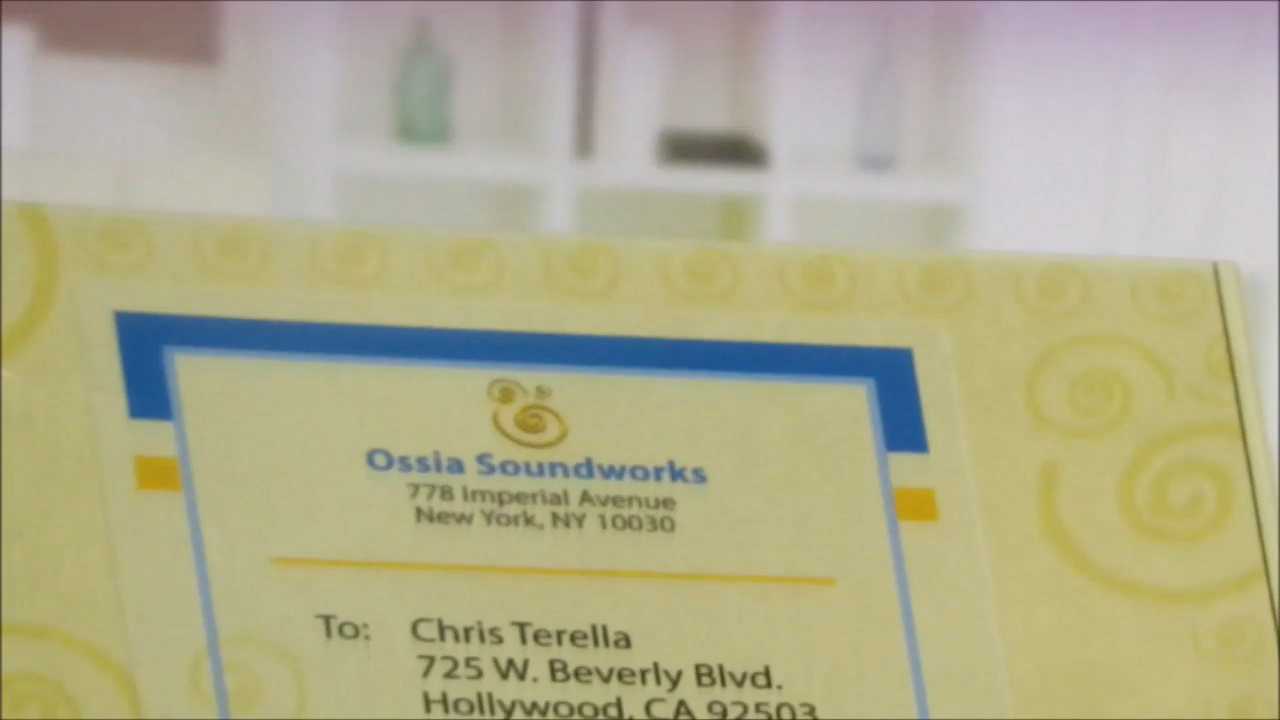 Ossia Soundworks
778 Imperial Avenue
New York, NY 10030
To: Chris Terella
725 W. Beverly Blvd.
Hollywood, CA 92503